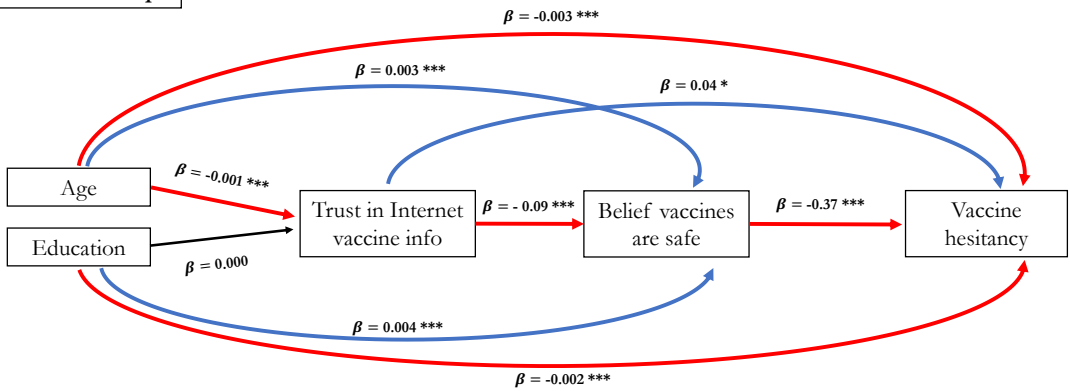 β = -0.003 ***
β = 0.003 ***
β = 0.04 *
Age
β = -0.001 ***
Trust in Internet
vaccine info
β = - 0.09 ***
Belief vaccines
are safe
β = -0.37 ***
Vaccine
hesitancy
Education
β = 0.000
β = 0.004 ***
β = -0.002 ***